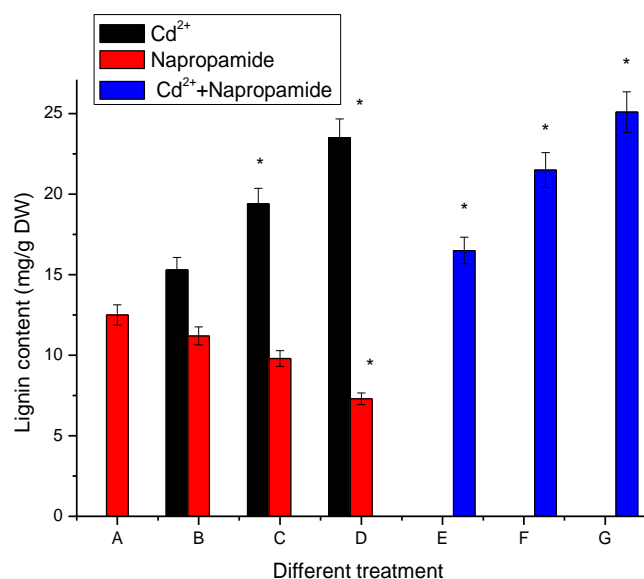 Cd²⁺
Napropamide
Cd²⁺+Napropamide
Lignin content (mg/g DW)
25
20
15
10
5
0
*
*
*
*
*
*
A B C D E F G
Different treatment